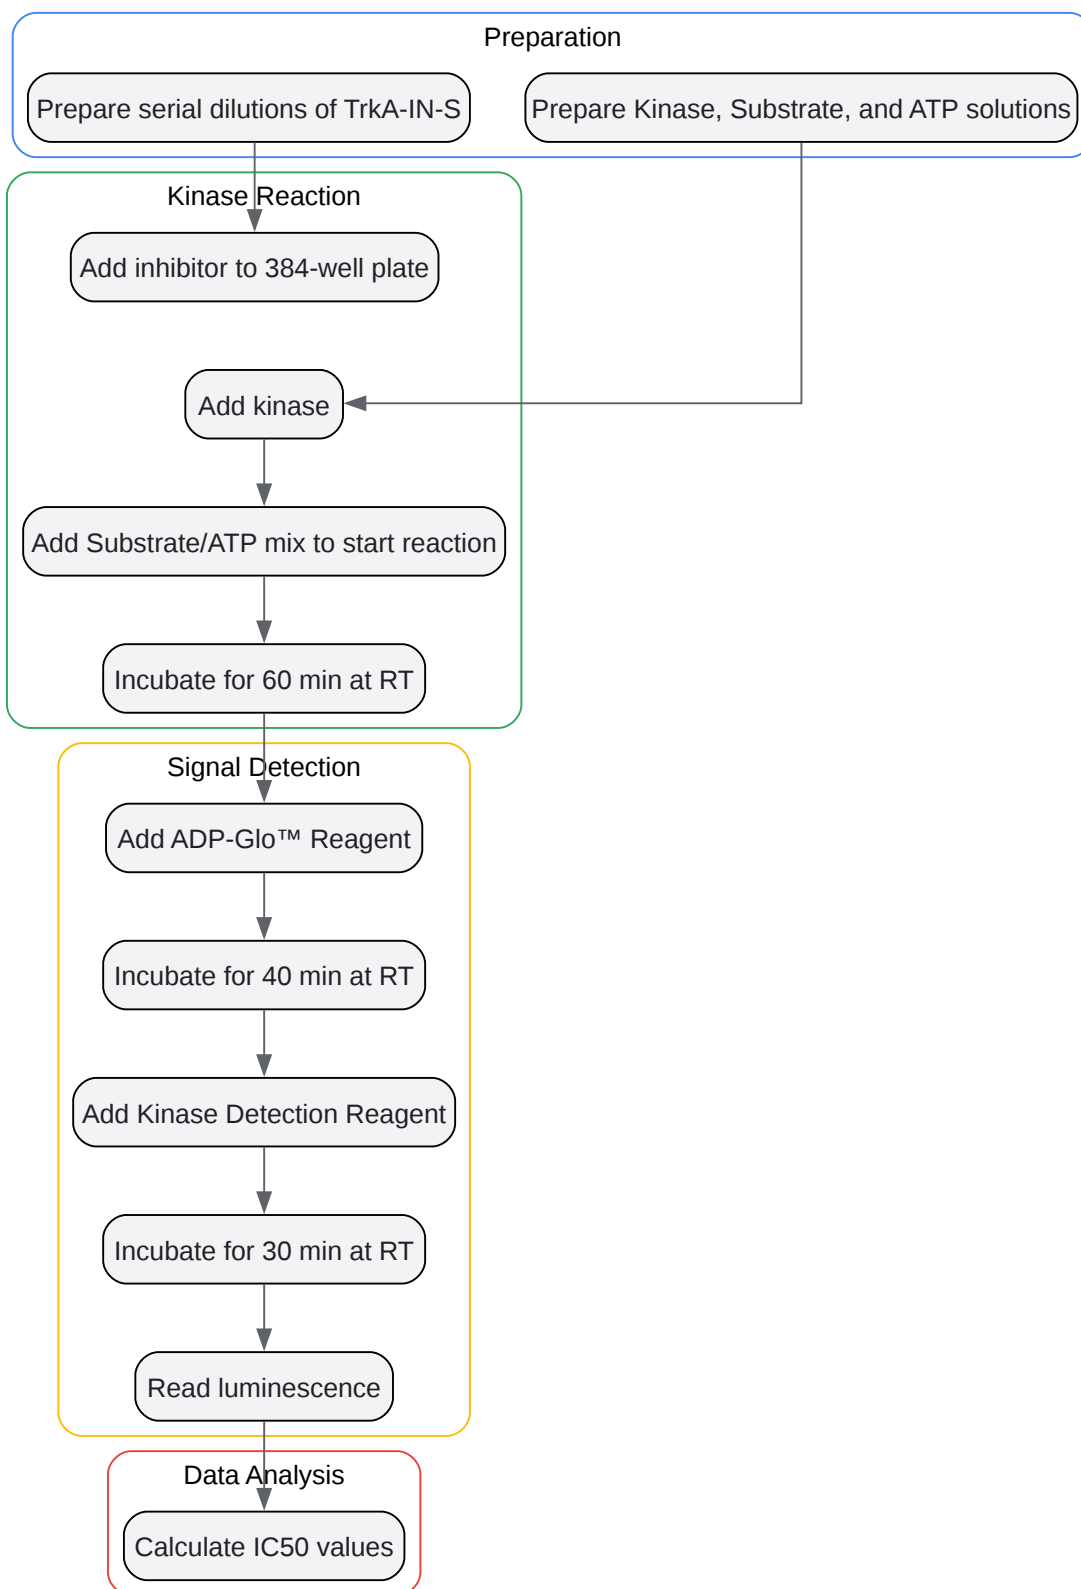 Preparation
Prepare serial dilutions of TrkA-IN-S
Prepare Kinase, Substrate, and ATP solutions
Kinase Reaction
Add inhibitor to 384-well plate
Add kinase
Add Substrate/ATP mix to start reaction
Incubate for 60 min at RT
Signal Detection
Add ADP-Glo™ Reagent
Incubate for 40 min at RT
Add Kinase Detection Reagent
Incubate for 30 min at RT
Read luminescence
Data Analysis
Calculate IC50 values